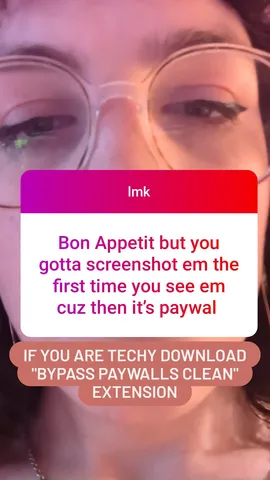 lmk
Bon Appetit but you
gotta screenshot em the
first time you see em
cuz then it's paywal
IF YOU ARE TECHY DOWNLOAD
"BYPASS PAYWALLS CLEAN"
EXTENSION